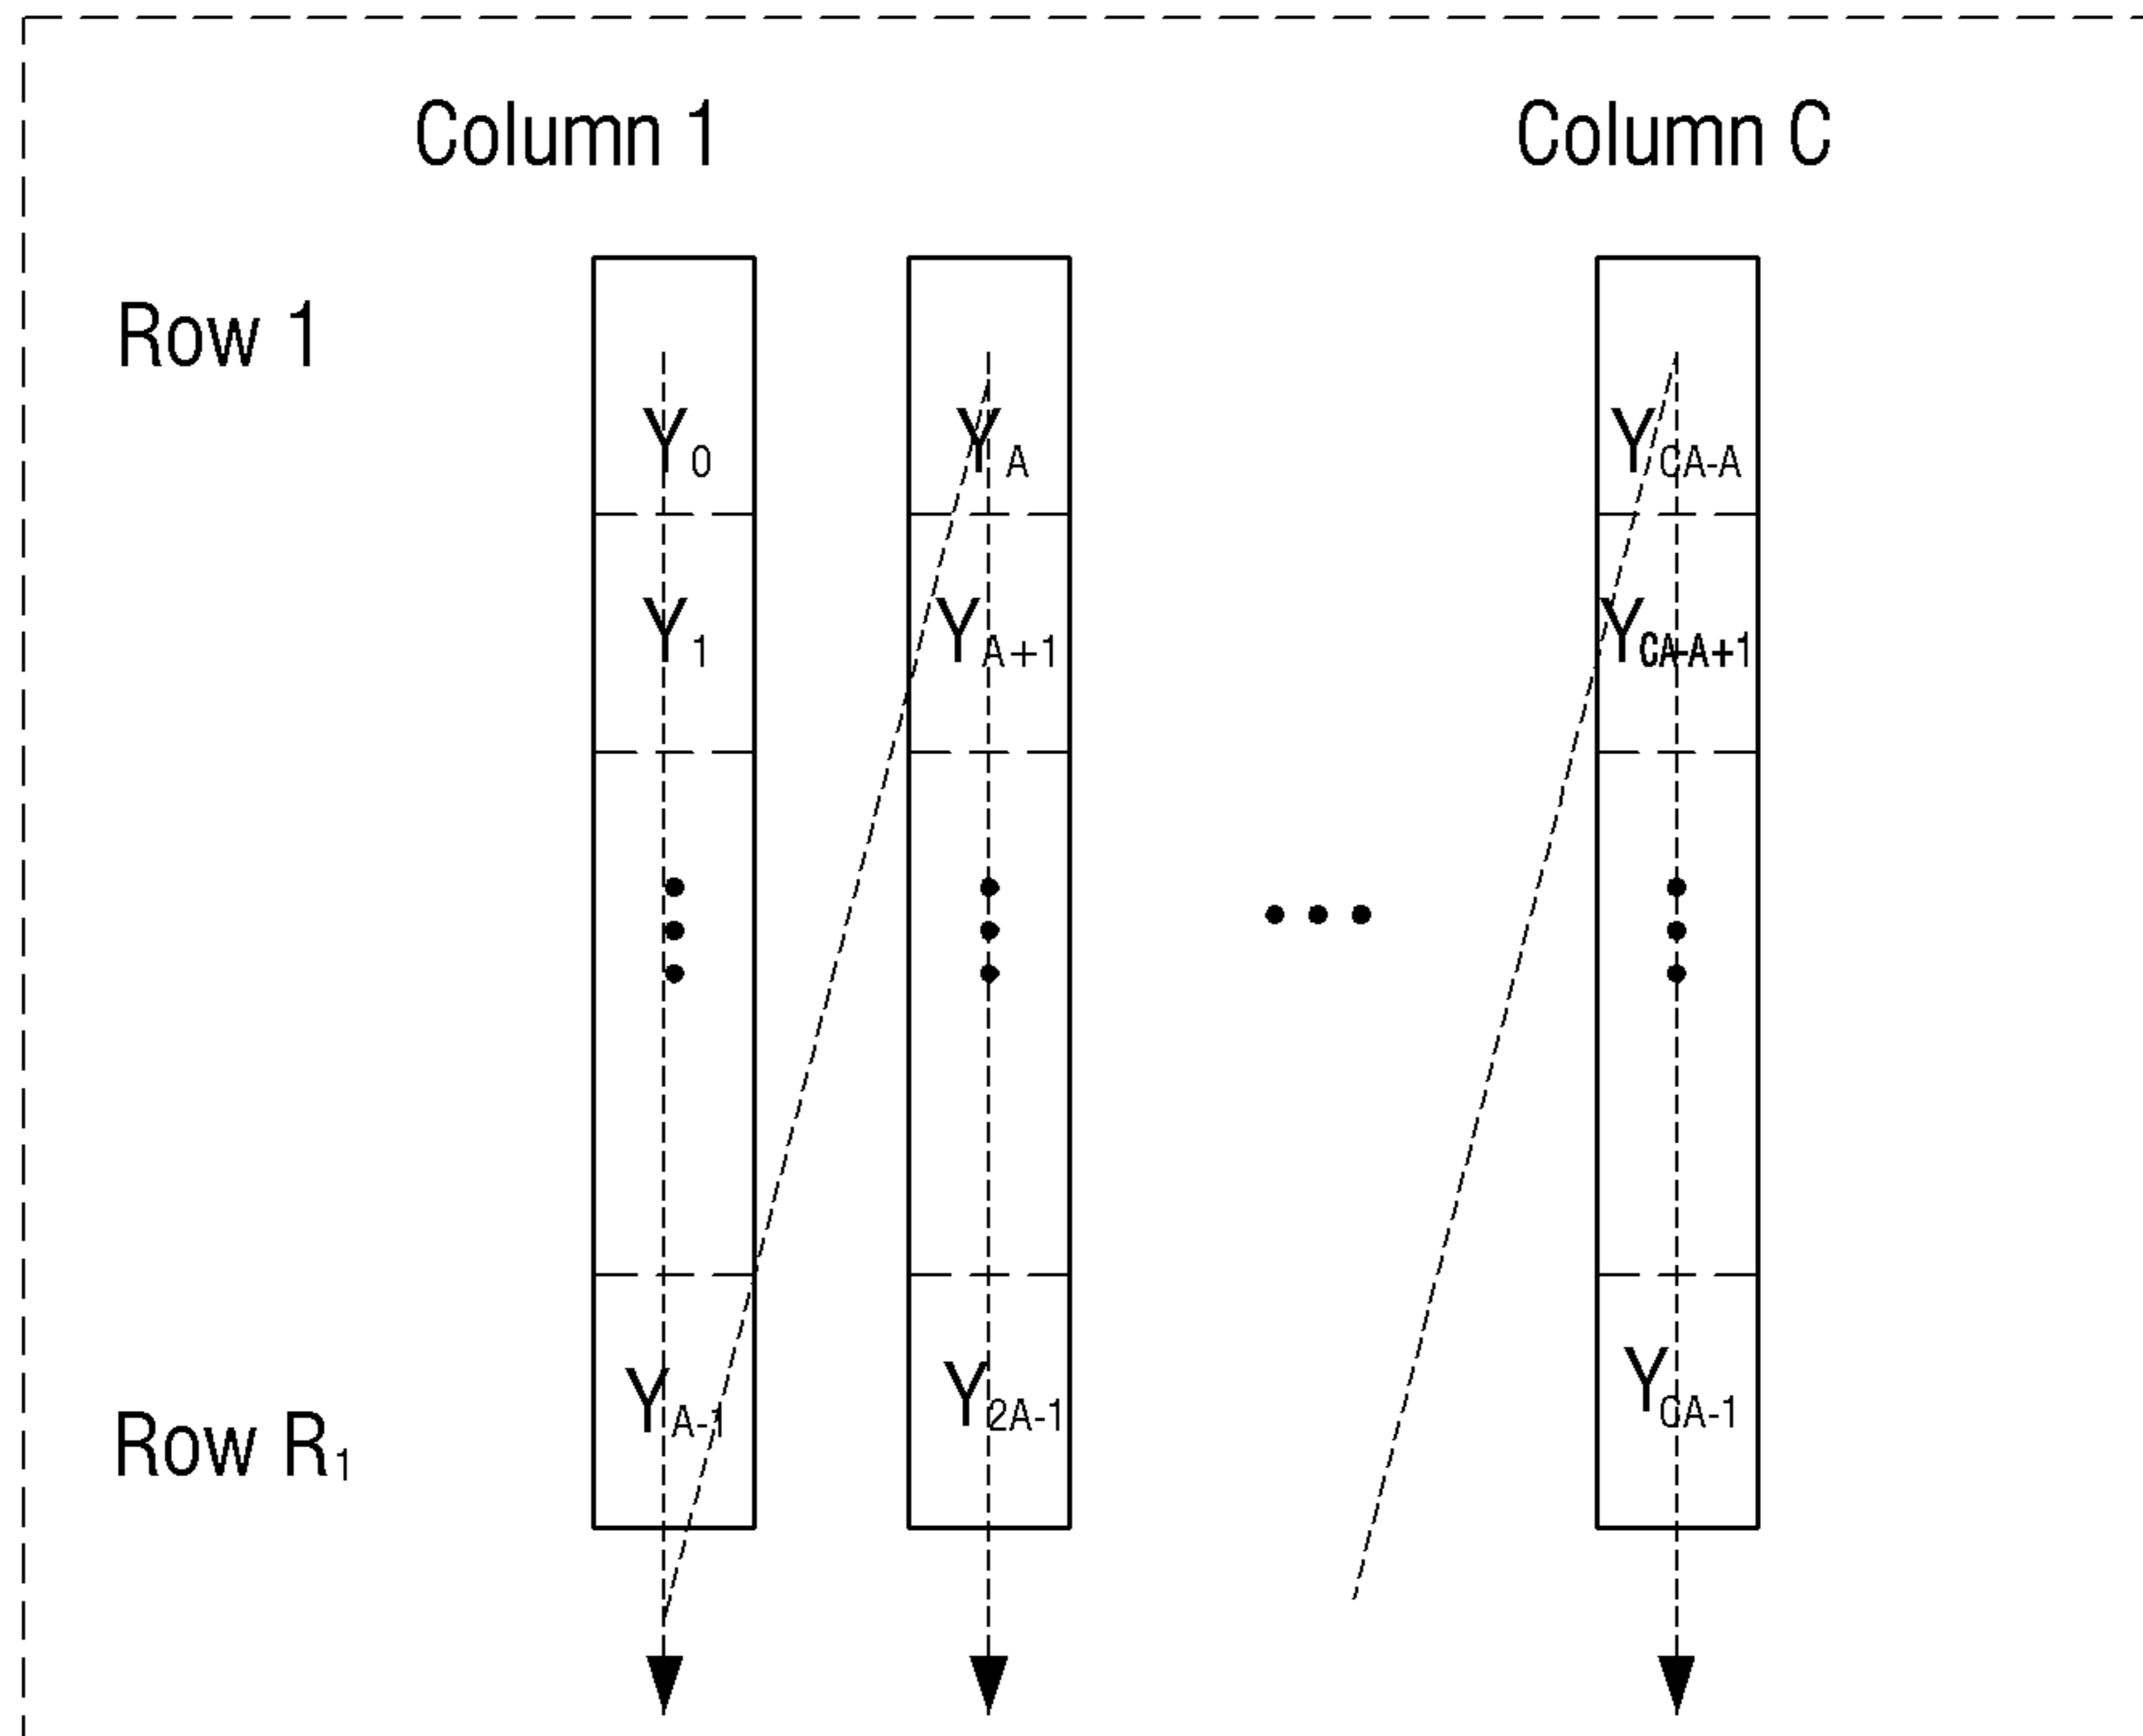 Column 1 Column C
Row 1
Y0 YA YCA-A
Y1 YA+1 YCA-A+1
YA-1 Y2A-1 YCA-1
Row R1